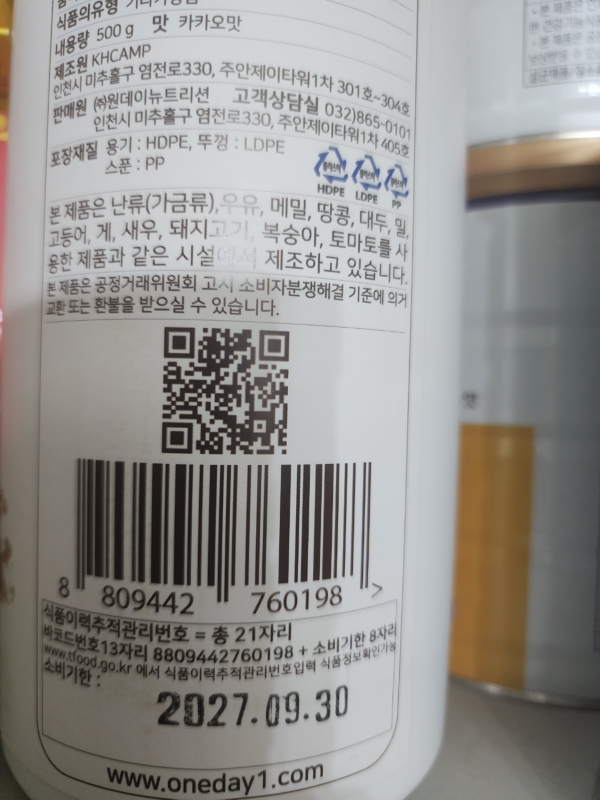 식품의유형 기타가공품
내용량 500 g 맛 카카오맛
제조원 KHCAMP
인천시 미추홀구 염전로330, 주안제이타워1차 301호~304호
판매원 ㈜원데이뉴트리션 고객상담실 032)865-0101
인천시 미추홀구 염전로330, 주안제이타워1차 405호
포장재질 용기 : HDPE, 뚜껑 : LDPE
스푼 : PP
HDPE LDPE PP
본 제품은 난류(가금류),우유, 메밀, 땅콩, 대두, 밀,
고등어, 게, 새우, 돼지고기, 복숭아, 토마토를 사
용한 제품과 같은 시설에서 제조하고 있습니다.
본 제품은 공정거래위원회 고시 소비자분쟁해결 기준에 의거
교환 또는 환불을 받으실 수 있습니다.
8 809442 760198 >
식품이력추적관리번호 = 총 21자리
바코드번호13자리 8809442760198 + 소비기한 8자리
www.tfood.go.kr 에서 식품이력추적관리번호입력 식품정보확인가능
소비기한 :
2027.09.30
www.oneday1.com